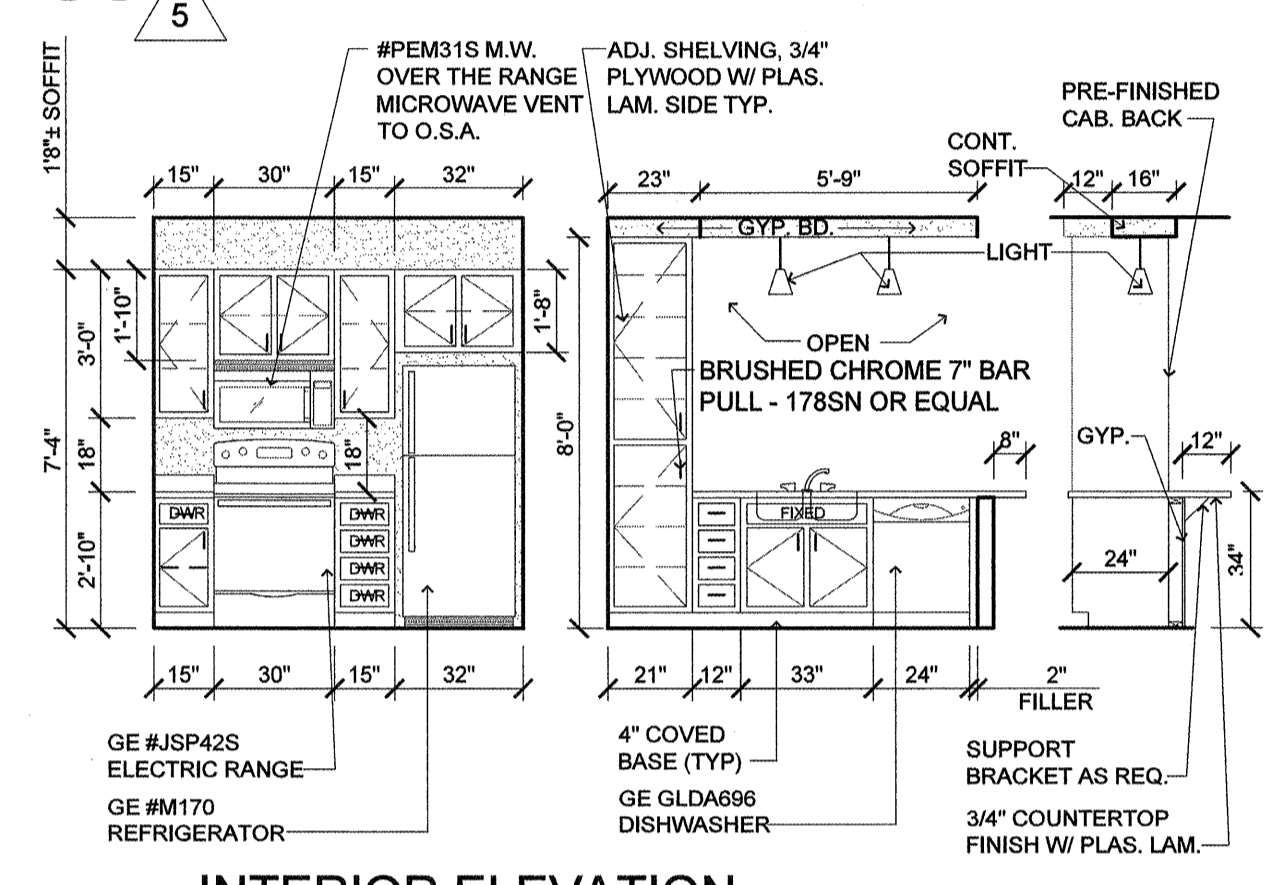 5
1'8"± SOFFIT
#PEM31S M.W.
OVER THE RANGE
MICROWAVE VENT
TO O.S.A.
ADJ. SHELVING, 3/4"
PLYWOOD W/ PLAS.
LAM. SIDE TYP.
PRE-FINISHED
CAB. BACK
CONT.
SOFFIT
15" 30" 15" 32"
23" 5'-9"
12" 16"
GYP. BD.
LIGHT
OPEN
BRUSHED CHROME 7" BAR
PULL - 178SN OR EQUAL
7'-4"
3'-0"
1'-10"
18"
2'-10"
18"
1'-8"
8'-0"
8"
GYP.
12"
24"
34"
DWR
DWR
DWR
DWR
DWR
FIXED
15" 30" 15" 32"
21" 12" 33" 24" 2"
FILLER
GE #JSP42S
ELECTRIC RANGE
GE #M170
REFRIGERATOR
4" COVED
BASE (TYP)
GE GLDA696
DISHWASHER
SUPPORT
BRACKET AS REQ.
3/4" COUNTERTOP
FINISH W/ PLAS. LAM.
INTERIOR ELEVATION